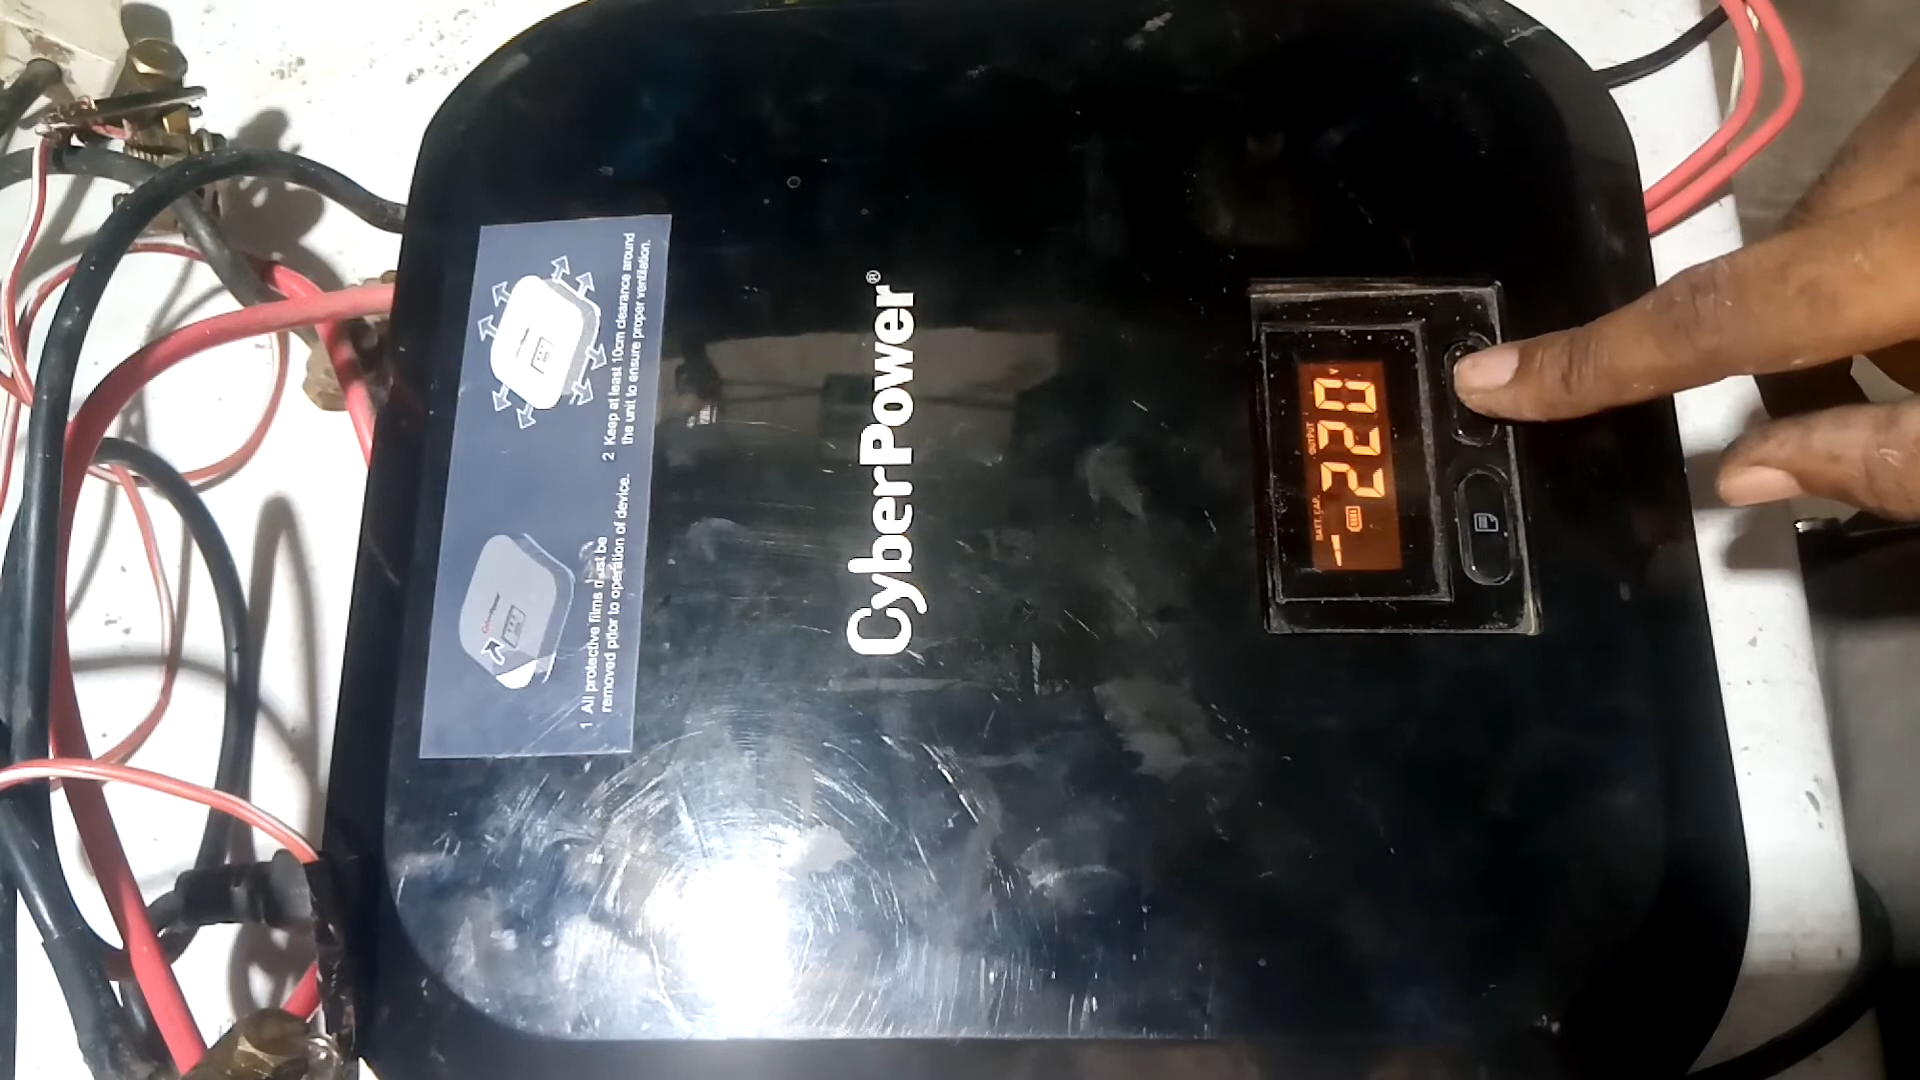 1 All protective films must be
removed prior to operation of device.
2 Keep at least 10cm clearance around
the unit to ensure proper ventilation.
CyberPower®
BATT. CAP. OUTPUT
220 V